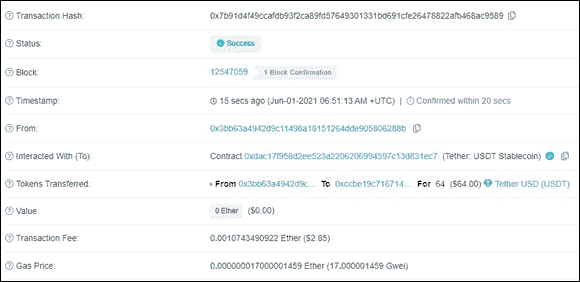 Transaction Hash: 0x7b91d4f49ccafdb93f2ca89fd57649301331bd691cfe26478822afb468ac9589
Status: Success
Block: 12547059 1 Block Confirmation
Timestamp: 15 secs ago (Jun-01-2021 06:51:13 AM +UTC) | Confirmed within 20 secs
From: 0x3bb63a4942d9c11498a18151264dde905806288b
Interacted With (To): Contract 0xdac17f958d2ee523a2206206994597c13d831ec7 (Tether: USDT Stablecoin)
Tokens Transferred: From 0x3bb63a4942d9c... To 0xccbe19c716714... For 64 ($64.00) Tether USD (USDT)
Value: 0 Ether ($0.00)
Transaction Fee: 0.0010743490922 Ether ($2.85)
Gas Price: 0.000000017000001459 Ether (17.000001459 Gwei)